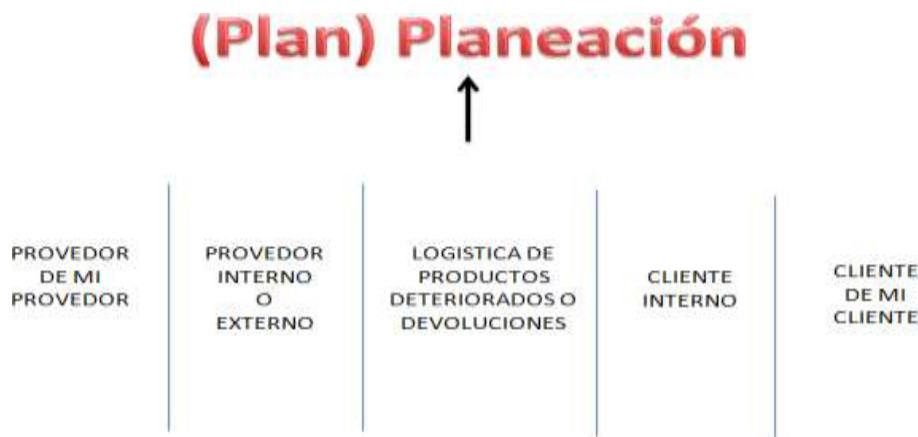 (Plan) Planeación
PROVEDOR
DE MI
PROVEDOR
PROVEDOR
INTERNO
O
EXTERNO
LOGISTICA DE
PRODUCTOS
DETERIORADOS O
DEVOLUCIONES
CLIENTE
INTERNO
CLIENTE
DE MI
CLIENTE